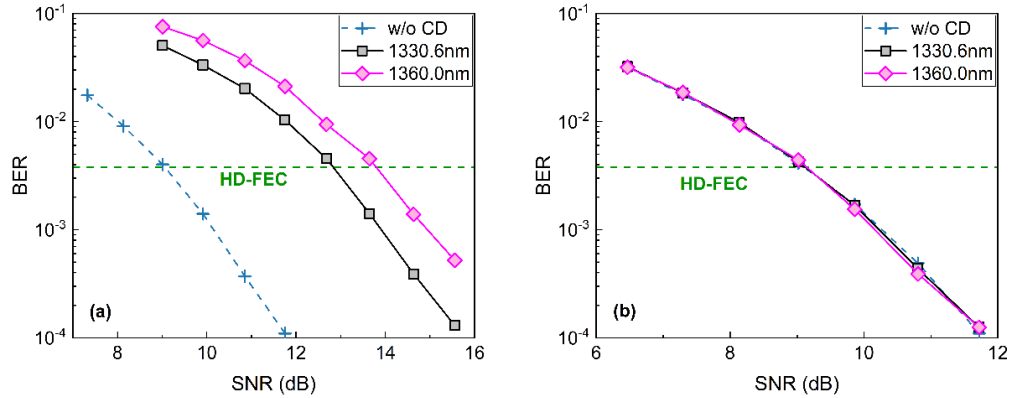 10⁻¹
10⁻²
10⁻³
10⁻⁴
BER
w/o CD
1330.6nm
1360.0nm
HD-FEC
(a)
8 10 12 14 16
SNR (dB)
10⁻¹
10⁻²
10⁻³
10⁻⁴
BER
w/o CD
1330.6nm
1360.0nm
HD-FEC
(b)
6 8 10 12
SNR (dB)